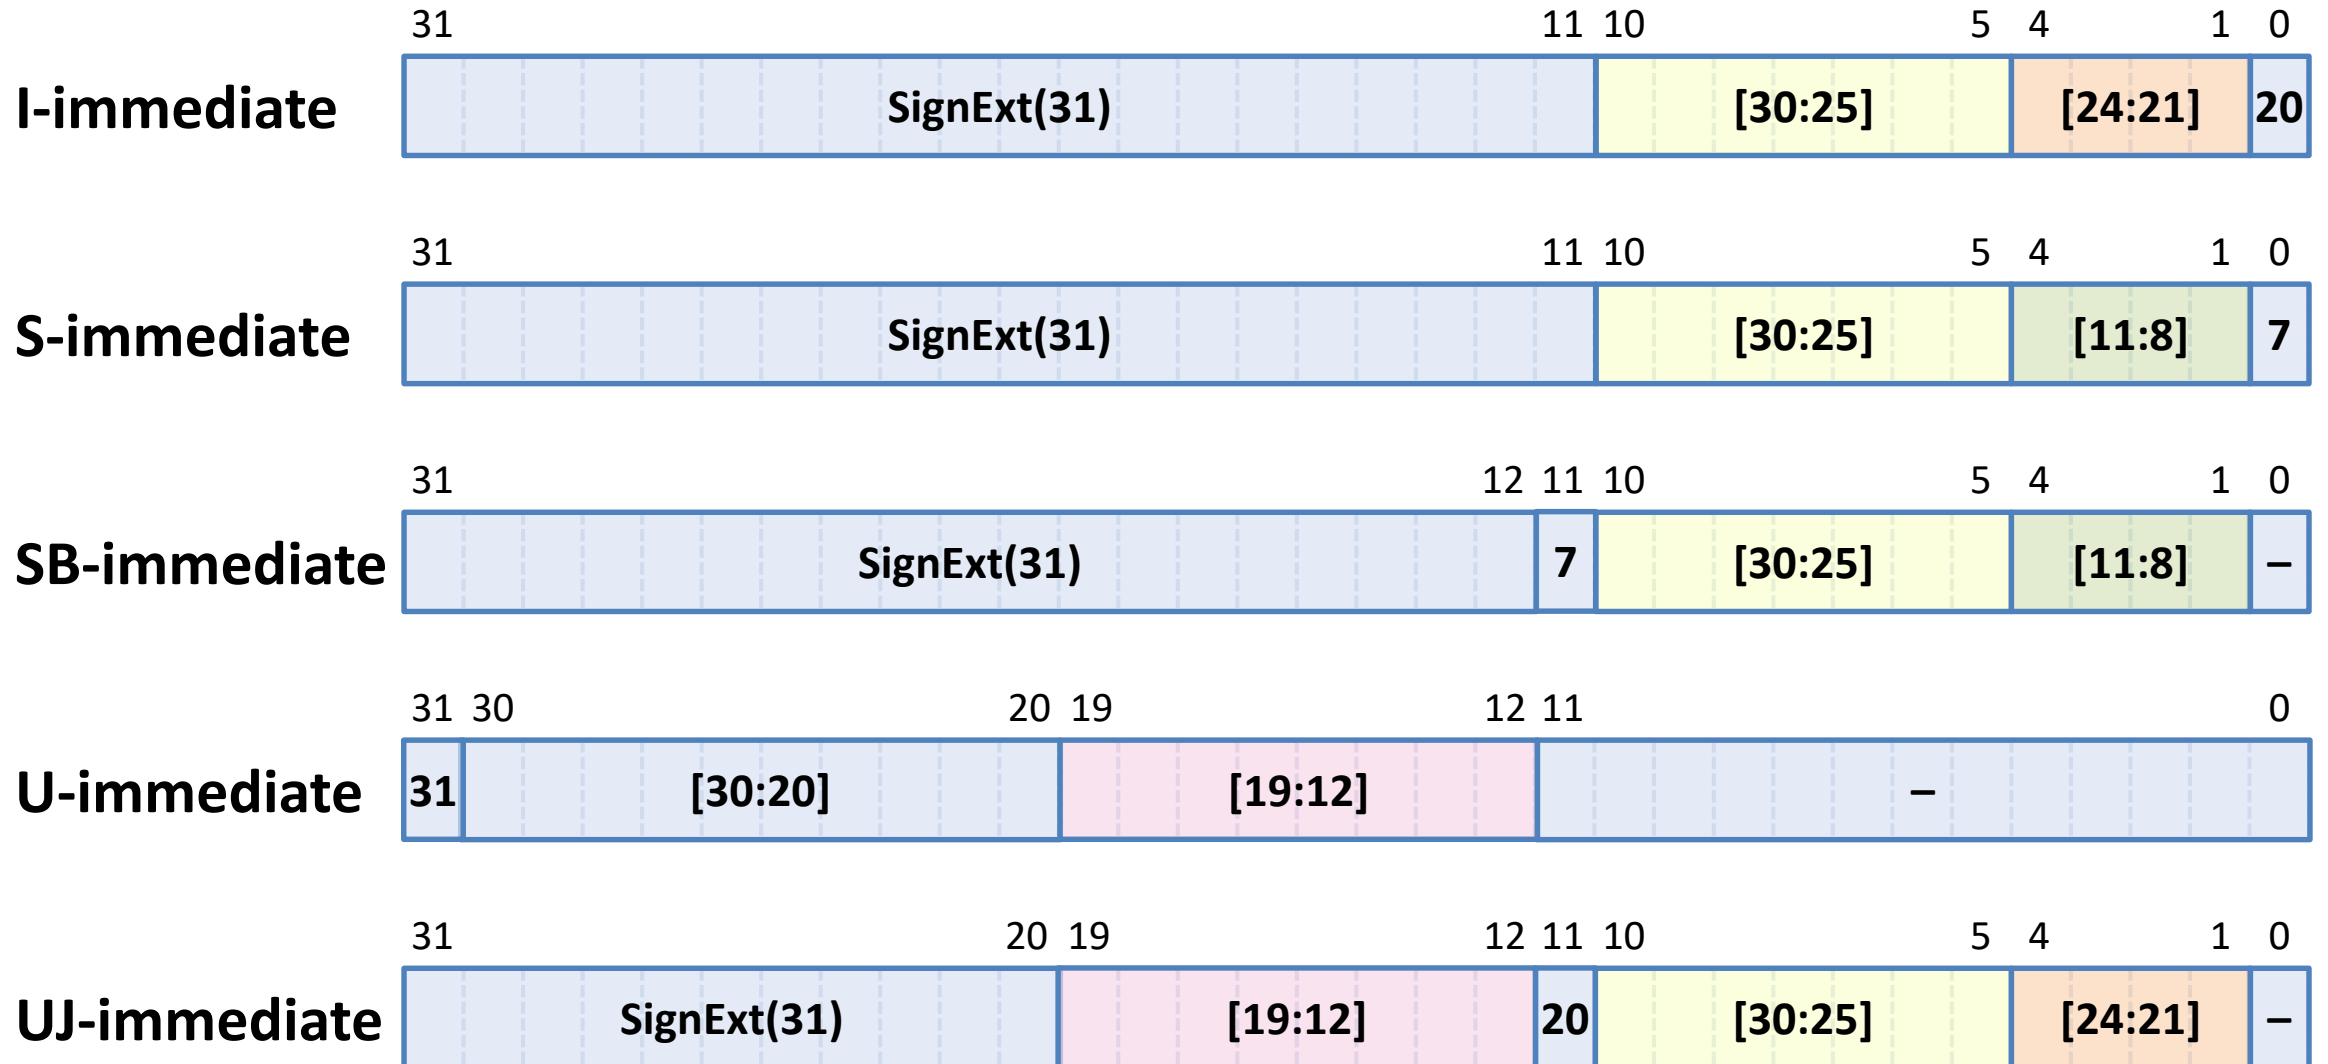 31 11 10 5 4 1 0
I-immediate SignExt(31) [30:25] [24:21] 20
31 11 10 5 4 1 0
S-immediate SignExt(31) [30:25] [11:8] 7
31 12 11 10 5 4 1 0
SB-immediate SignExt(31) 7 [30:25] [11:8] –
31 30 20 19 12 11 0
U-immediate 31 [30:20] [19:12] –
31 20 19 12 11 10 5 4 1 0
UJ-immediate SignExt(31) [19:12] 20 [30:25] [24:21] –